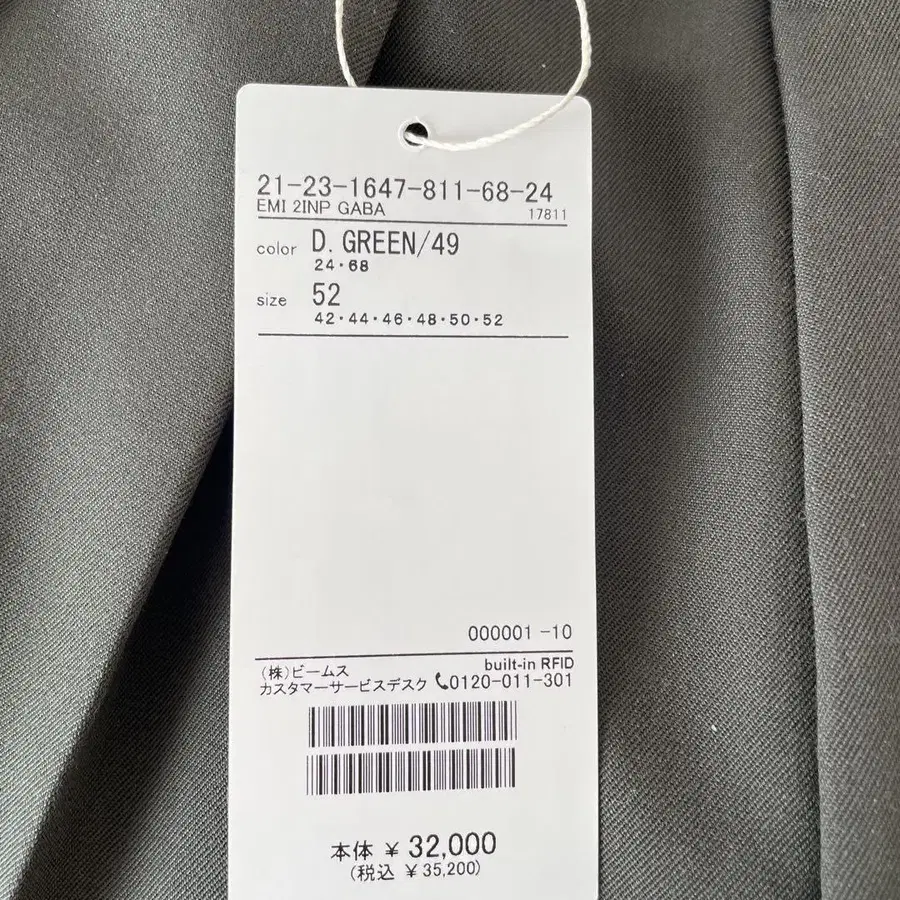 21-23-1647-811-68-24
EMI 2INP GABA 17811
color D. GREEN/49
24・68
size 52
42・44・46・48・50・52
000001 -10
(株)ビームス built-in RFID
カスタマーサービスデスク 0120-011-301
本体 ¥ 32,000
(税込 ¥ 35,200)